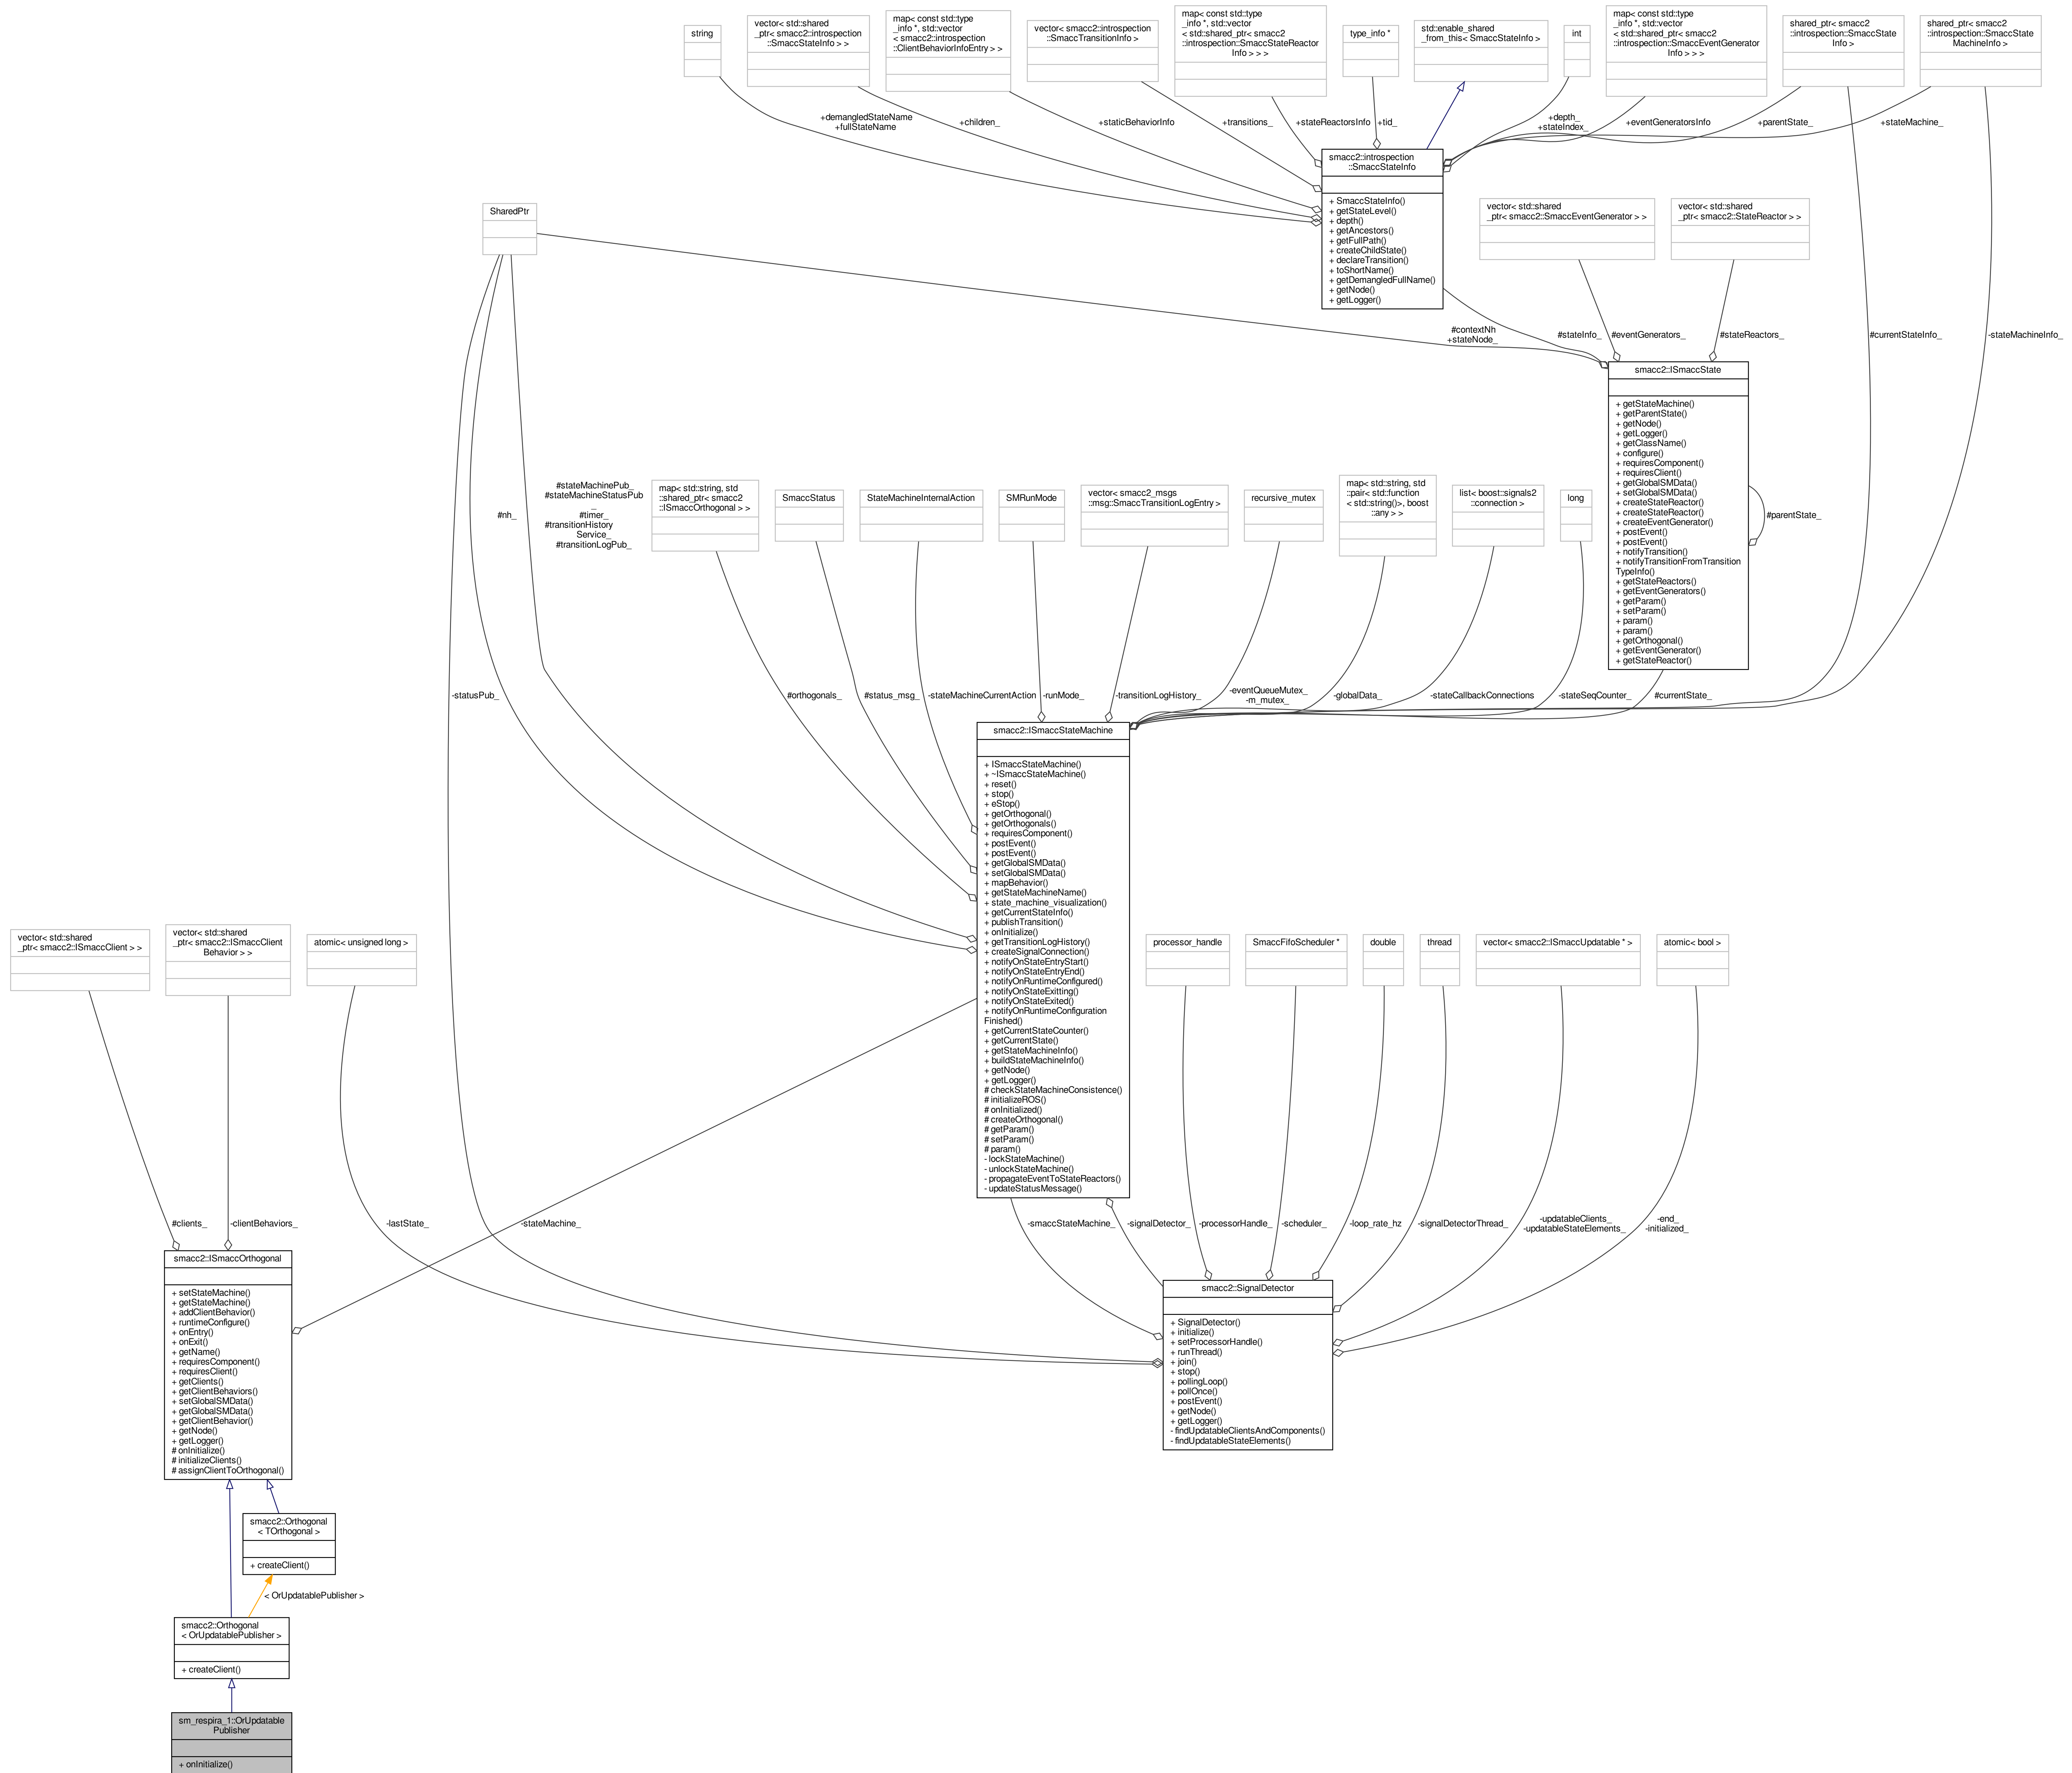 string
vector< std::shared
_ptr< smacc2::introspection
::SmaccStateInfo > >
map< const std::type
_info *, std::vector
< smacc2::introspection
::ClientBehaviorInfoEntry > >
vector< smacc2::introspection
::SmaccTransitionInfo >
map< const std::type
_info *, std::vector
< std::shared_ptr< smacc2
::introspection::SmaccStateReactor
Info > > >
type_info *
std::enable_shared
_from_this< SmaccStateInfo >
int
map< const std::type
_info *, std::vector
< std::shared_ptr< smacc2
::introspection::SmaccEventGenerator
Info > > >
shared_ptr< smacc2
::introspection::SmaccState
Info >
shared_ptr< smacc2
::introspection::SmaccState
MachineInfo >
+demangledStateName
+fullStateName
+children_
+staticBehaviorInfo
+transitions_
+stateReactorsInfo
+tid_
+depth_
+stateIndex_
+eventGeneratorsInfo
+parentState_
+stateMachine_
smacc2::introspection
::SmaccStateInfo
+ SmaccStateInfo()
+ getStateLevel()
+ depth()
+ getAncestors()
+ getFullPath()
+ createChildState()
+ declareTransition()
+ toShortName()
+ getDemangledFullName()
+ getNode()
+ getLogger()
SharedPtr
vector< std::shared
_ptr< smacc2::SmaccEventGenerator > >
vector< std::shared
_ptr< smacc2::StateReactor > >
#contextNh
+stateNode_
#stateInfo_
#eventGenerators_
#stateReactors_
#currentStateInfo_
-stateMachineInfo_
smacc2::ISmaccState
+ getStateMachine()
+ getParentState()
+ getNode()
+ getLogger()
+ getClassName()
+ configure()
+ requiresComponent()
+ requiresClient()
+ getGlobalSMData()
+ setGlobalSMData()
+ createStateReactor()
+ createStateReactor()
+ createEventGenerator()
+ postEvent()
+ postEvent()
+ notifyTransition()
+ notifyTransitionFromTransition
TypeInfo()
+ getStateReactors()
+ getEventGenerators()
+ getParam()
+ setParam()
+ param()
+ param()
+ getOrthogonal()
+ getEventGenerator()
+ getStateReactor()
#parentState_
#nh_
#stateMachinePub_
#stateMachineStatusPub
_
#timer_
#transitionHistory
Service_
#transitionLogPub_
map< std::string, std
::shared_ptr< smacc2
::ISmaccOrthogonal > >
SmaccStatus
StateMachineInternalAction
SMRunMode
vector< smacc2_msgs
::msg::SmaccTransitionLogEntry >
recursive_mutex
map< std::string, std
::pair< std::function
< std::string()>, boost
::any > >
list< boost::signals2
::connection >
long
-statusPub_
#orthogonals_
#status_msg_
-stateMachineCurrentAction
-runMode_
-transitionLogHistory_
-eventQueueMutex_
-m_mutex_
-globalData_
-stateCallbackConnections
-stateSeqCounter_
#currentState_
smacc2::ISmaccStateMachine
+ ISmaccStateMachine()
+ ~ISmaccStateMachine()
+ reset()
+ stop()
+ eStop()
+ getOrthogonal()
+ getOrthogonals()
+ requiresComponent()
+ postEvent()
+ postEvent()
+ getGlobalSMData()
+ setGlobalSMData()
+ mapBehavior()
+ getStateMachineName()
+ state_machine_visualization()
+ getCurrentStateInfo()
+ publishTransition()
+ onInitialize()
+ getTransitionLogHistory()
+ createSignalConnection()
+ notifyOnStateEntryStart()
+ notifyOnStateEntryEnd()
+ notifyOnRuntimeConfigured()
+ notifyOnStateExitting()
+ notifyOnStateExited()
+ notifyOnRuntimeConfiguration
Finished()
+ getCurrentStateCounter()
+ getCurrentState()
+ getStateMachineInfo()
+ buildStateMachineInfo()
+ getNode()
+ getLogger()
# checkStateMachineConsistence()
# initializeROS()
# onInitialized()
# createOrthogonal()
# getParam()
# setParam()
# param()
- lockStateMachine()
- unlockStateMachine()
- propagateEventToStateReactors()
- updateStatusMessage()
vector< std::shared
_ptr< smacc2::ISmaccClient > >
vector< std::shared
_ptr< smacc2::ISmaccClient
Behavior > >
atomic< unsigned long >
processor_handle
SmaccFifoScheduler *
double
thread
vector< smacc2::ISmaccUpdatable * >
atomic< bool >
#clients_
-clientBehaviors_
-lastState_
-stateMachine_
-smaccStateMachine_
-signalDetector_
-processorHandle_
-scheduler_
-loop_rate_hz
-signalDetectorThread_
-updatableClients_
-updatableStateElements_
-end_
-initialized_
smacc2::ISmaccOrthogonal
+ setStateMachine()
+ getStateMachine()
+ addClientBehavior()
+ runtimeConfigure()
+ onEntry()
+ onExit()
+ getName()
+ requiresComponent()
+ requiresClient()
+ getClients()
+ getClientBehaviors()
+ setGlobalSMData()
+ getGlobalSMData()
+ getClientBehavior()
+ getNode()
+ getLogger()
# onInitialize()
# initializeClients()
# assignClientToOrthogonal()
smacc2::SignalDetector
+ SignalDetector()
+ initialize()
+ setProcessorHandle()
+ runThread()
+ join()
+ stop()
+ pollingLoop()
+ pollOnce()
+ postEvent()
+ getNode()
+ getLogger()
- findUpdatableClientsAndComponents()
- findUpdatableStateElements()
smacc2::Orthogonal
< TOrthogonal >
+ createClient()
< OrUpdatablePublisher >
smacc2::Orthogonal
< OrUpdatablePublisher >
+ createClient()
sm_respira_1::OrUpdatable
Publisher
+ onInitialize()